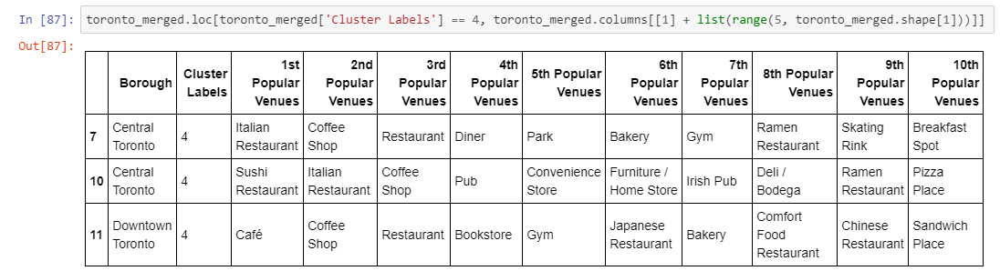 In [87]: toronto_merged.loc[toronto_merged['Cluster Labels'] == 4, toronto_merged.columns[[1] + list(range(5, toronto_merged.shape[1]))]]
Out[87]:
Borough Cluster Labels 1st Popular Venues 2nd Popular Venues 3rd Popular Venues 4th Popular Venues 5th Popular Venues 6th Popular Venues 7th Popular Venues 8th Popular Venues 9th Popular Venues 10th Popular Venues
7 Central Toronto 4 Italian Restaurant Coffee Shop Restaurant Diner Park Bakery Gym Ramen Restaurant Skating Rink Breakfast Spot
10 Central Toronto 4 Sushi Restaurant Italian Restaurant Coffee Shop Pub Convenience Store Furniture / Home Store Irish Pub Deli / Bodega Ramen Restaurant Pizza Place
11 Downtown Toronto 4 Café Coffee Shop Restaurant Bookstore Gym Japanese Restaurant Bakery Comfort Food Restaurant Chinese Restaurant Sandwich Place